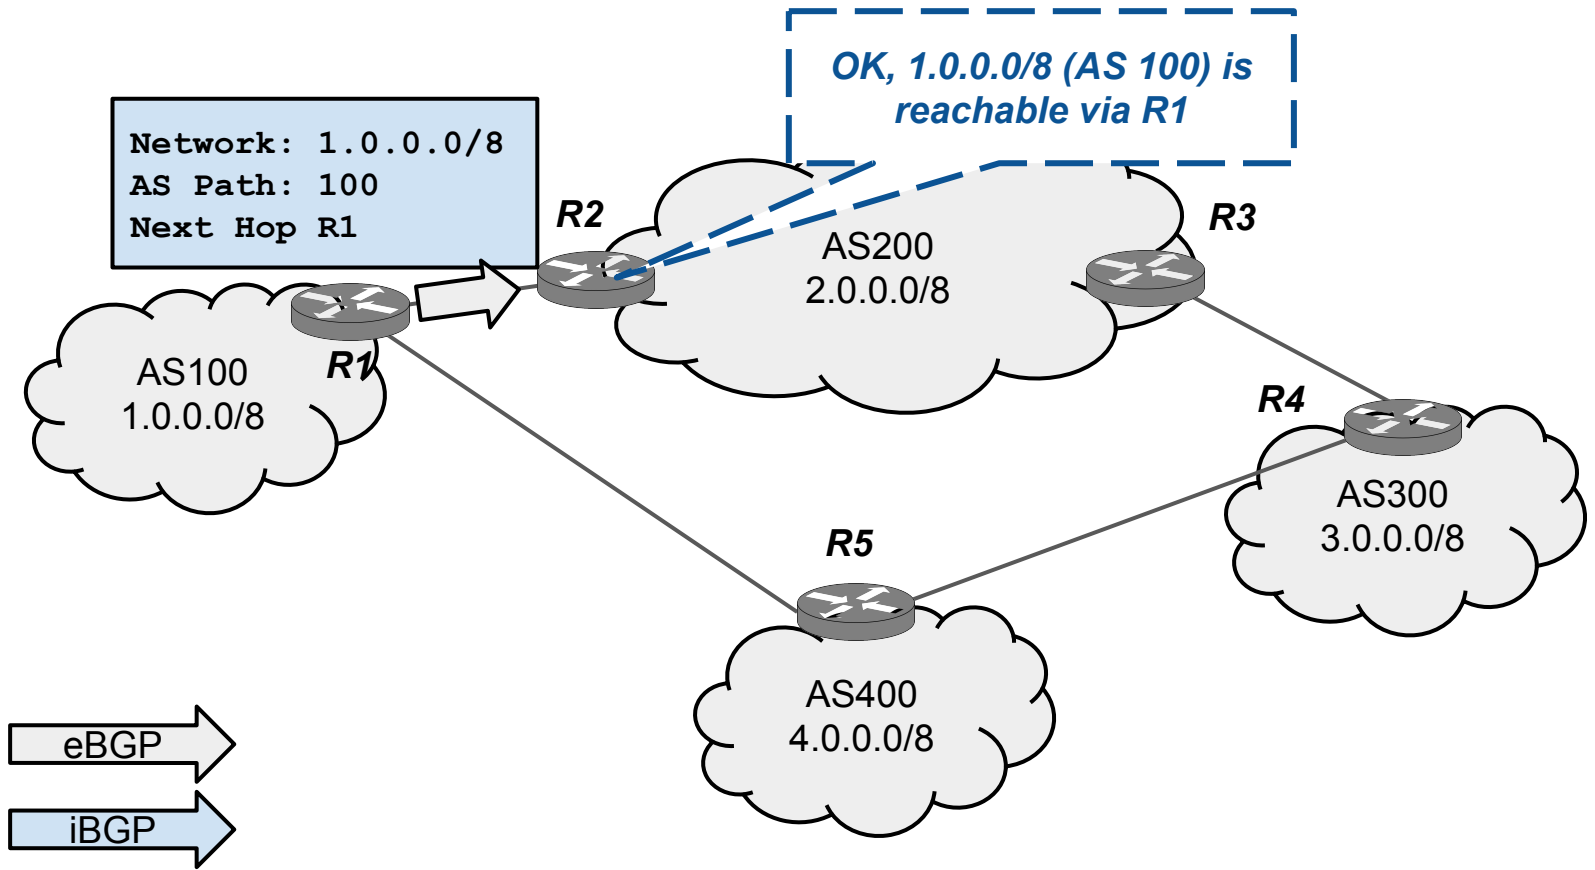 OK, 1.0.0.0/8 (AS 100) is
reachable via R1
Network: 1.0.0.0/8
AS Path: 100
Next Hop R1
R2
R3
AS200
2.0.0.0/8
R1
AS100
1.0.0.0/8
R4
AS300
3.0.0.0/8
R5
AS400
4.0.0.0/8
eBGP
iBGP